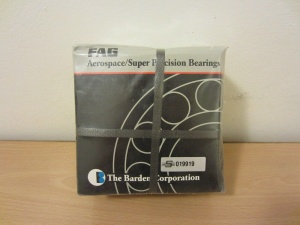 FAG
Aerospace/Super Precision Bearings
S 019919
The Barden Corporation